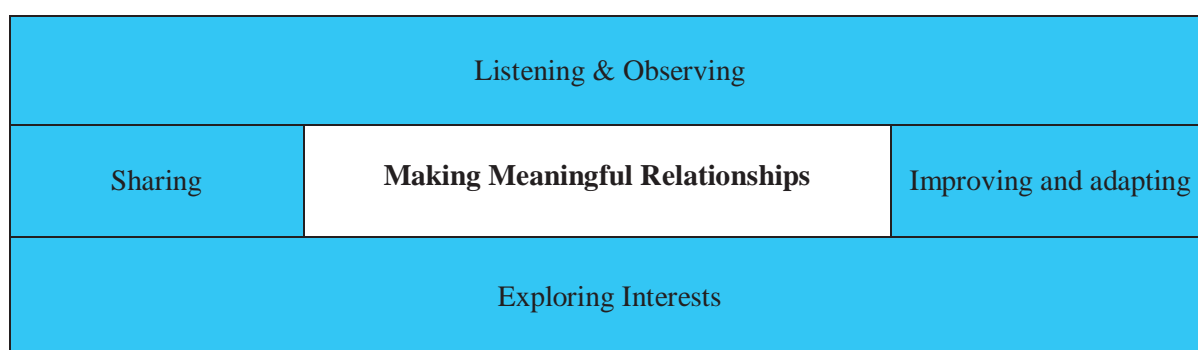 Listening & Observing
Sharing
Making Meaningful Relationships
Improving and adapting
Exploring Interests